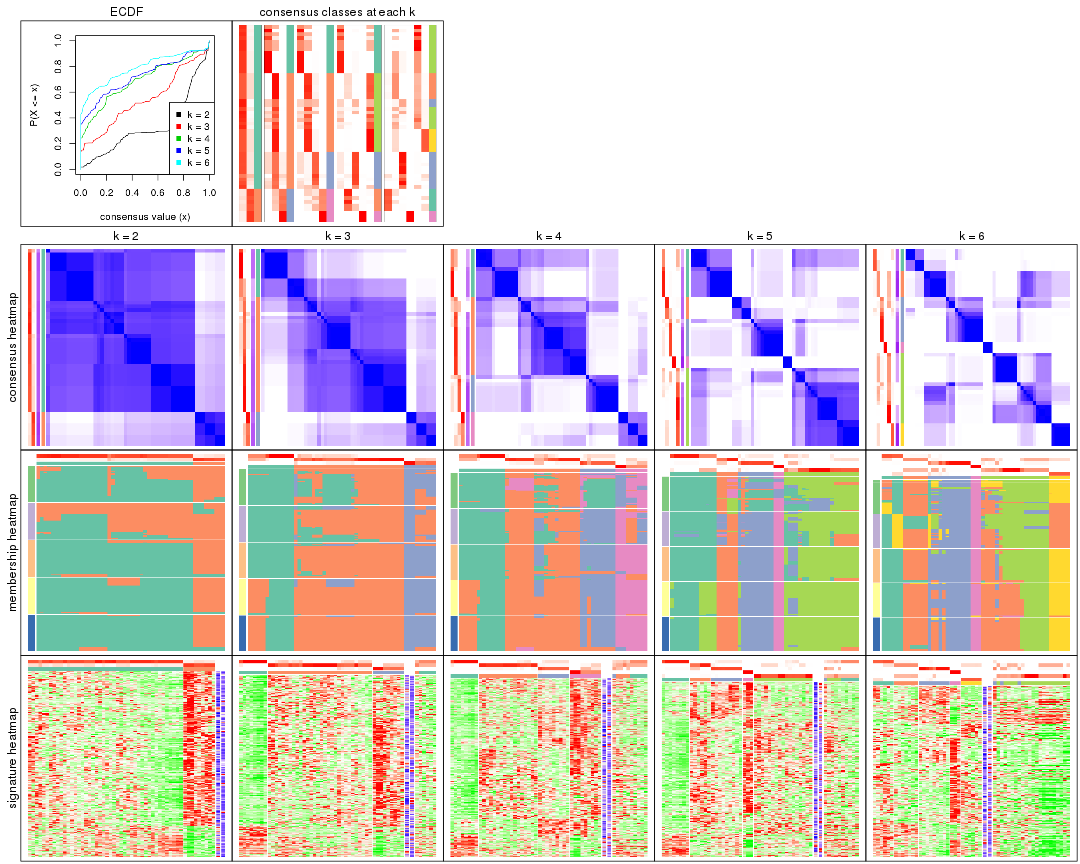 ECDF
consensus classes at each k
P(X <= x)
0.0 0.2 0.4 0.6 0.8 1.0
k = 2
k = 3
k = 4
k = 5
k = 6
0.0 0.2 0.4 0.6 0.8 1.0
consensus value (x)
k = 2 k = 3 k = 4 k = 5 k = 6
consensus heatmap
membership heatmap
signature heatmap